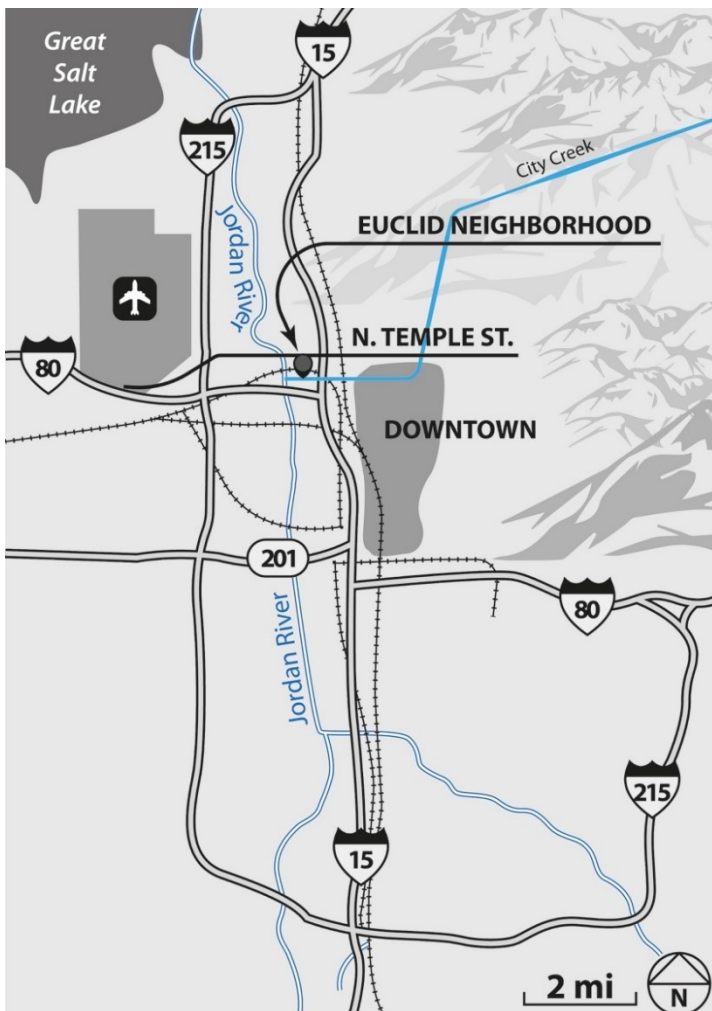 Great
Salt
Lake
15
215
City Creek
EUCLID NEIGHBORHOOD
Jordan River
N. TEMPLE ST.
80
DOWNTOWN
201
80
Jordan River
215
15
2 mi
N